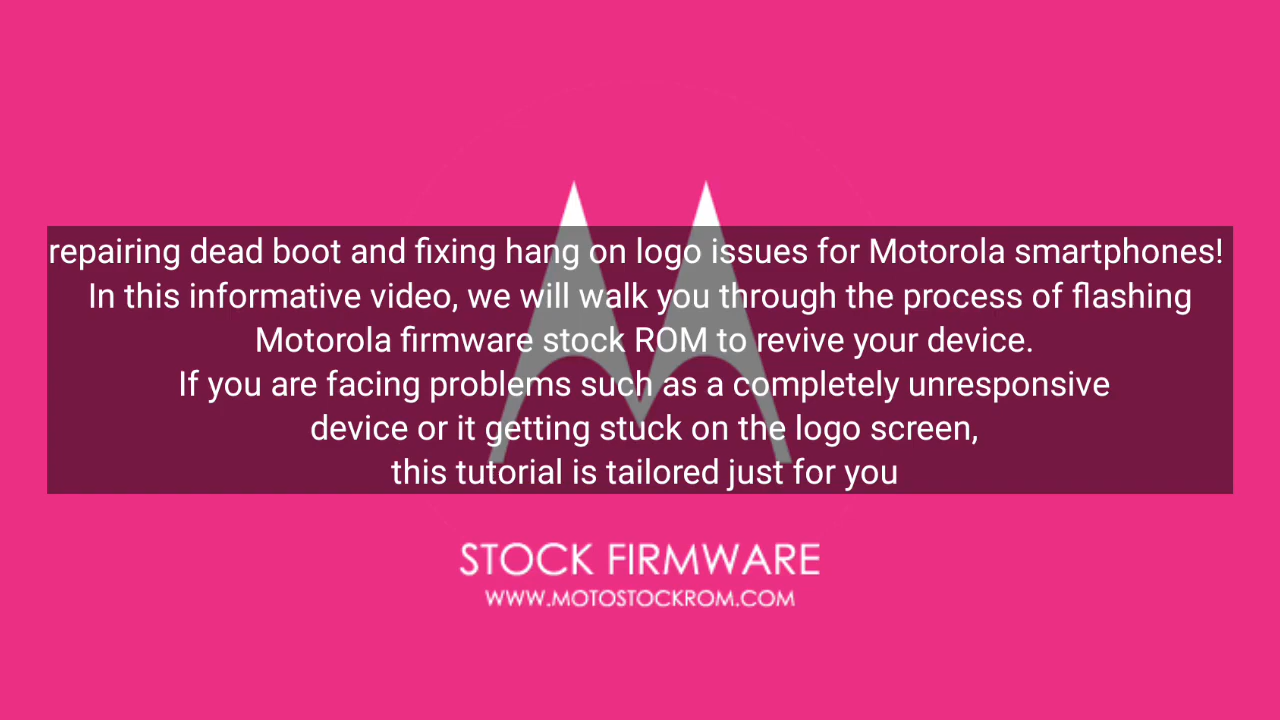 repairing dead boot and fixing hang on logo issues for Motorola smartphones!
In this informative video, we will walk you through the process of flashing
Motorola firmware stock ROM to revive your device.
If you are facing problems such as a completely unresponsive
device or it getting stuck on the logo screen,
this tutorial is tailored just for you
STOCK FIRMWARE
WWW.MOTOSTOCKROM.COM